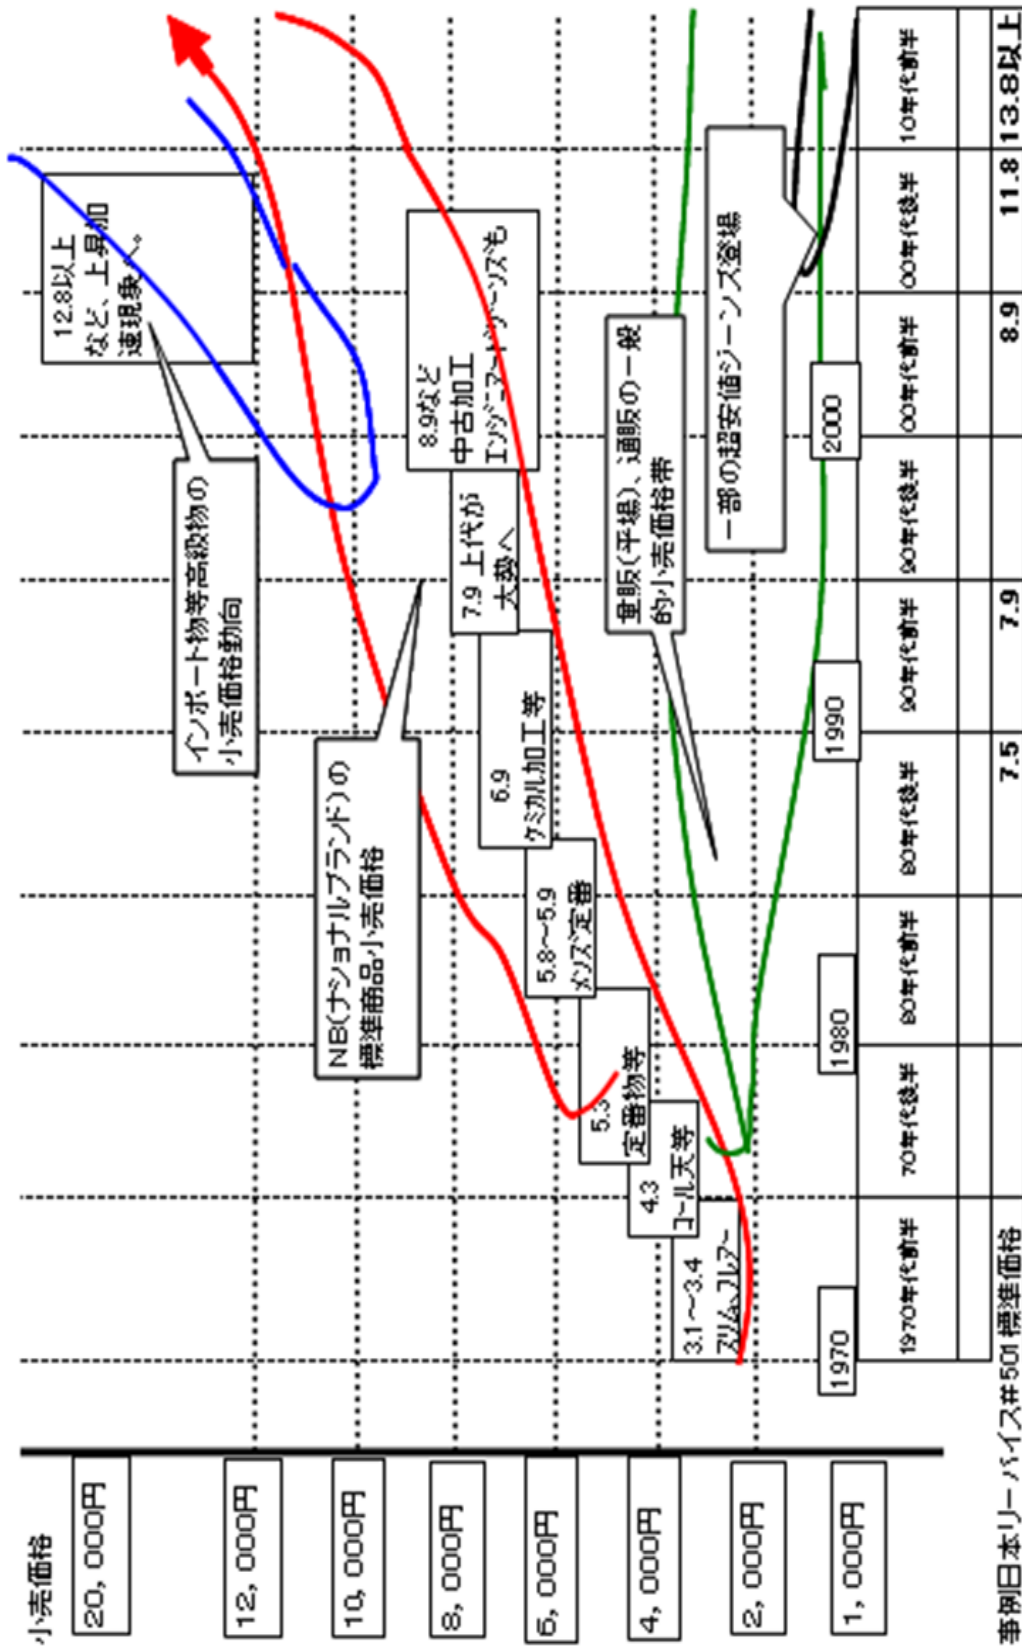 小売価格
20, 000円
12, 000円
10, 000円
8, 000円
6, 000円
4, 000円
2, 000円
1, 000円
12.8以上
など、上昇加
速現象へ。
インポート物等高級物の
小売価格動向
NB(ナショナルブランド)の
標準商品小売価格
8.9など
中古加工
エンジニアードジーンズも
7.9 上代が
大勢へ
6.9
ケミカル加工等
5.8～5.9
メンズ定番
5.3
定番物等
4.3
コール天等
3.1～3.4
スリム、フレアー
量販(平場)、通販の一般
的小売価格帯
一部の超安値ジーンズ登場
1970
1980
1990
2000
1970年代前半
70年代後半
80年代前半
80年代後半
90年代前半
90年代後半
00年代前半
00年代後半
10年代前半
事例日本リーバイス#501標準価格
7.5
7.9
8.9
11.8
13.8以上